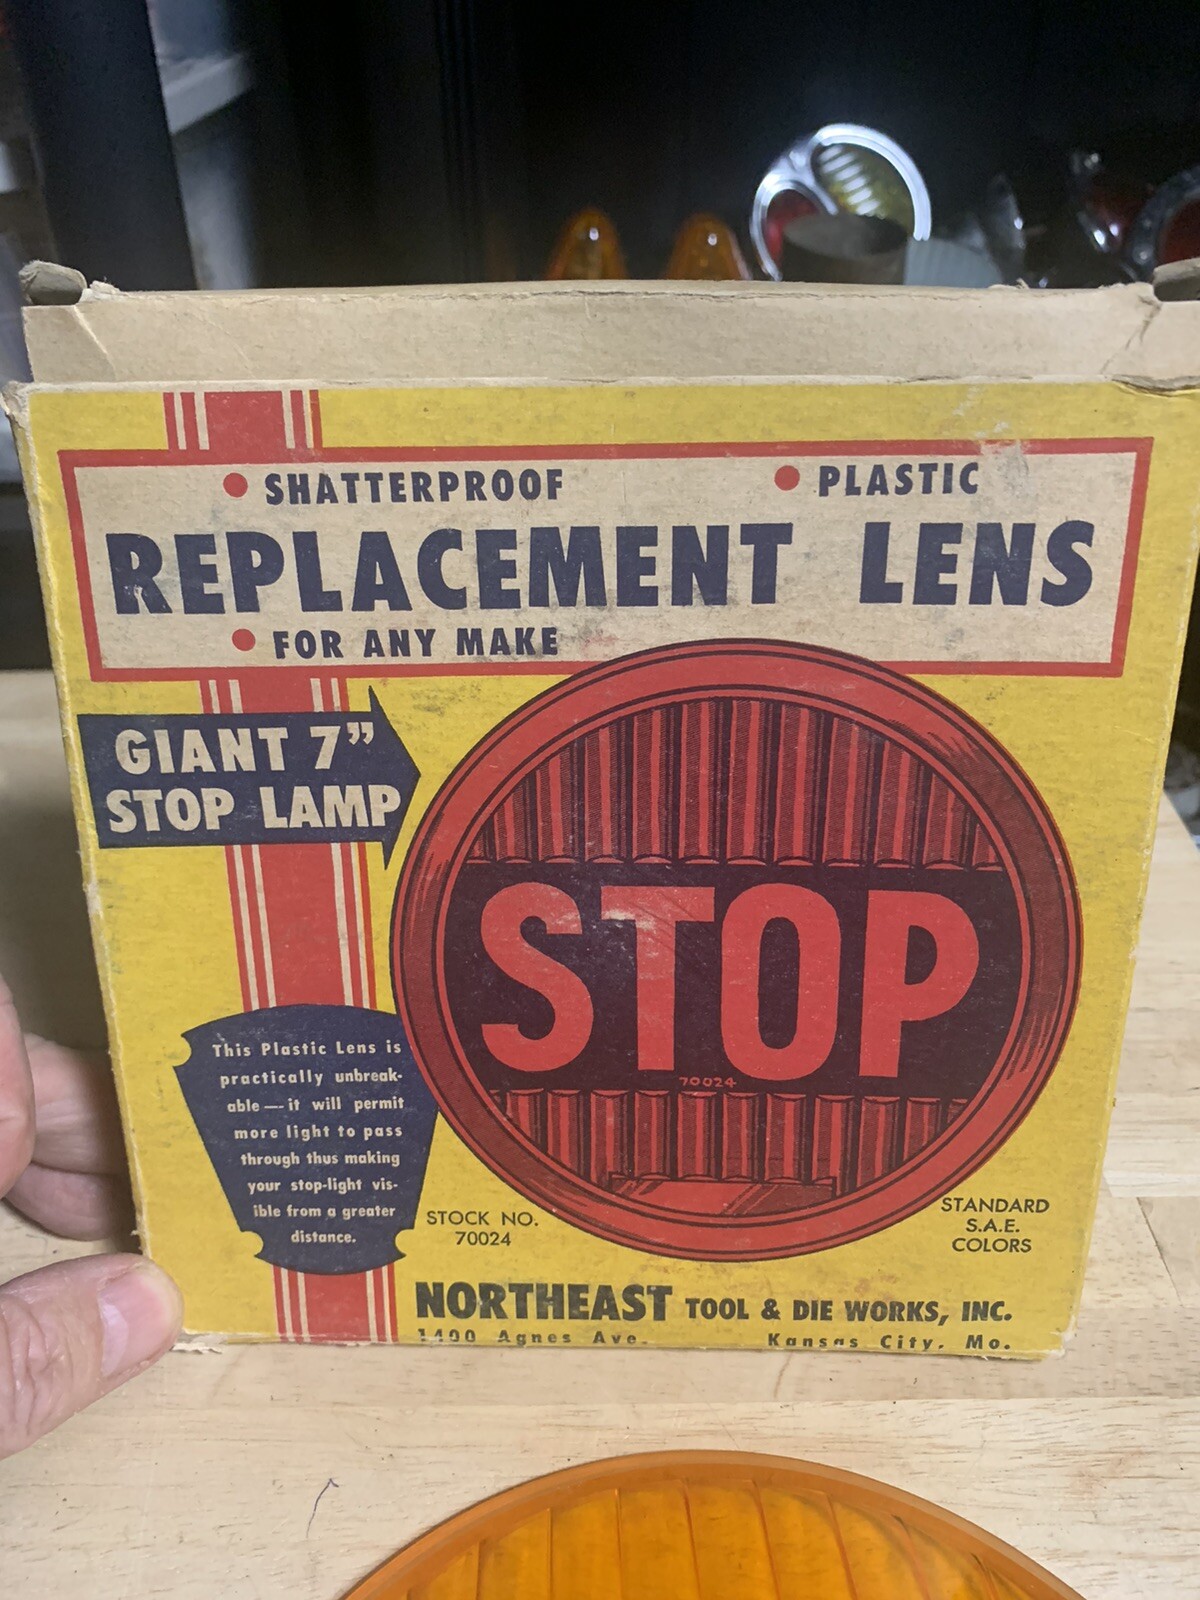 • SHATTERPROOF • PLASTIC
REPLACEMENT LENS
• FOR ANY MAKE
GIANT 7”
STOP LAMP
STOP
70024
This Plastic Lens is
practically unbreak-
able — it will permit
more light to pass
through thus making
your stop-light vis-
ible from a greater
distance.
STOCK NO.
70024
STANDARD
S.A.E.
COLORS
NORTHEAST TOOL & DIE WORKS, INC.
1400 Agnes Ave. Kansas City, Mo.